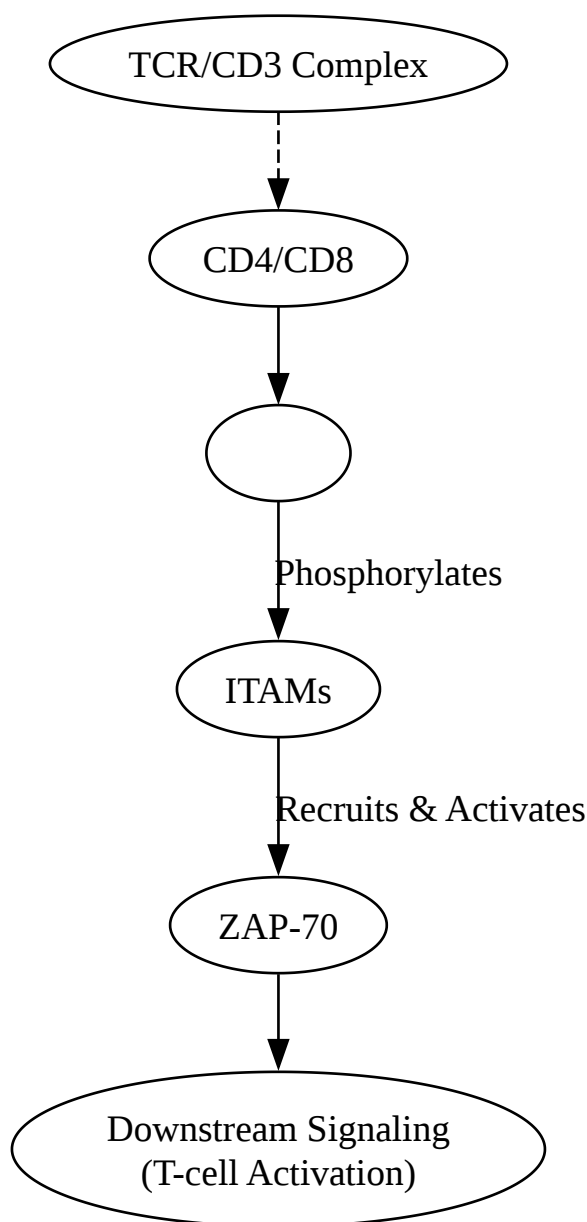 TCR/CD3 Complex
CD4/CD8
Phosphorylates
ITAMs
Recruits & Activates
ZAP-70
Downstream Signaling
(T-cell Activation)